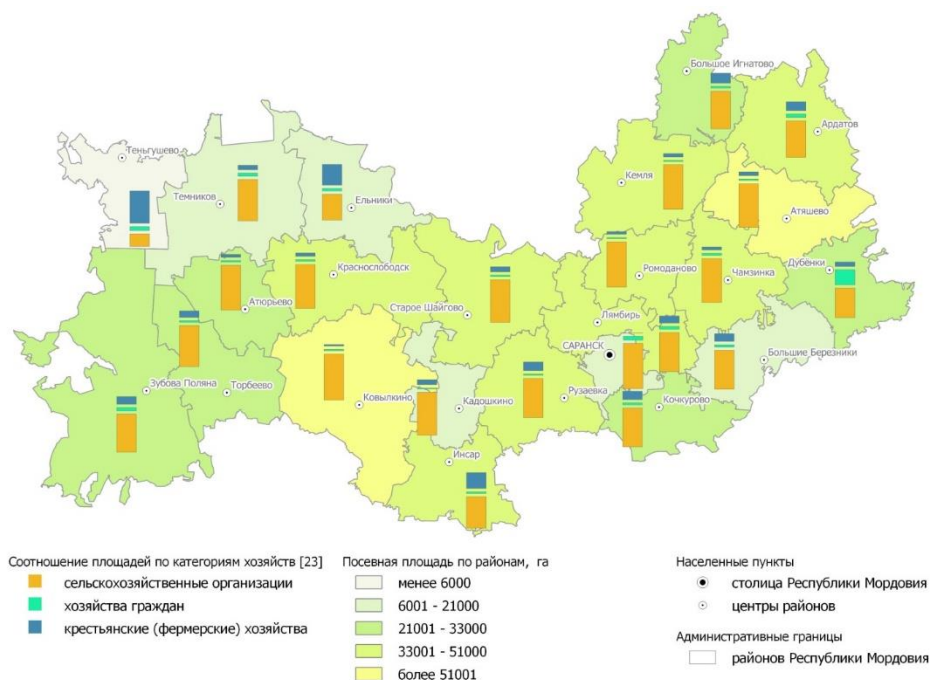 Большое Игнатово
Ардатов
Теньгушево
Кемля
Темников
Ельники
Атяшево
Краснослободск
Ромоданово
Чамзинка
Дубёнки
Атюрьево
Старое Шайгово
Лямбирь
САРАНСК
Большие Березники
Зубова Поляна
Торбеево
Ковылкино
Кадошкино
Рузаевка
Кочкурово
Инсар
Соотношение площадей по категориям хозяйств [23]
сельскохозяйственные организации
хозяйства граждан
крестьянские (фермерские) хозяйства
Посевная площадь по районам, га
менее 6000
6001 - 21000
21001 - 33000
33001 - 51000
более 51001
Населенные пункты
столица Республики Мордовия
центры районов
Административные границы
районов Республики Мордовия